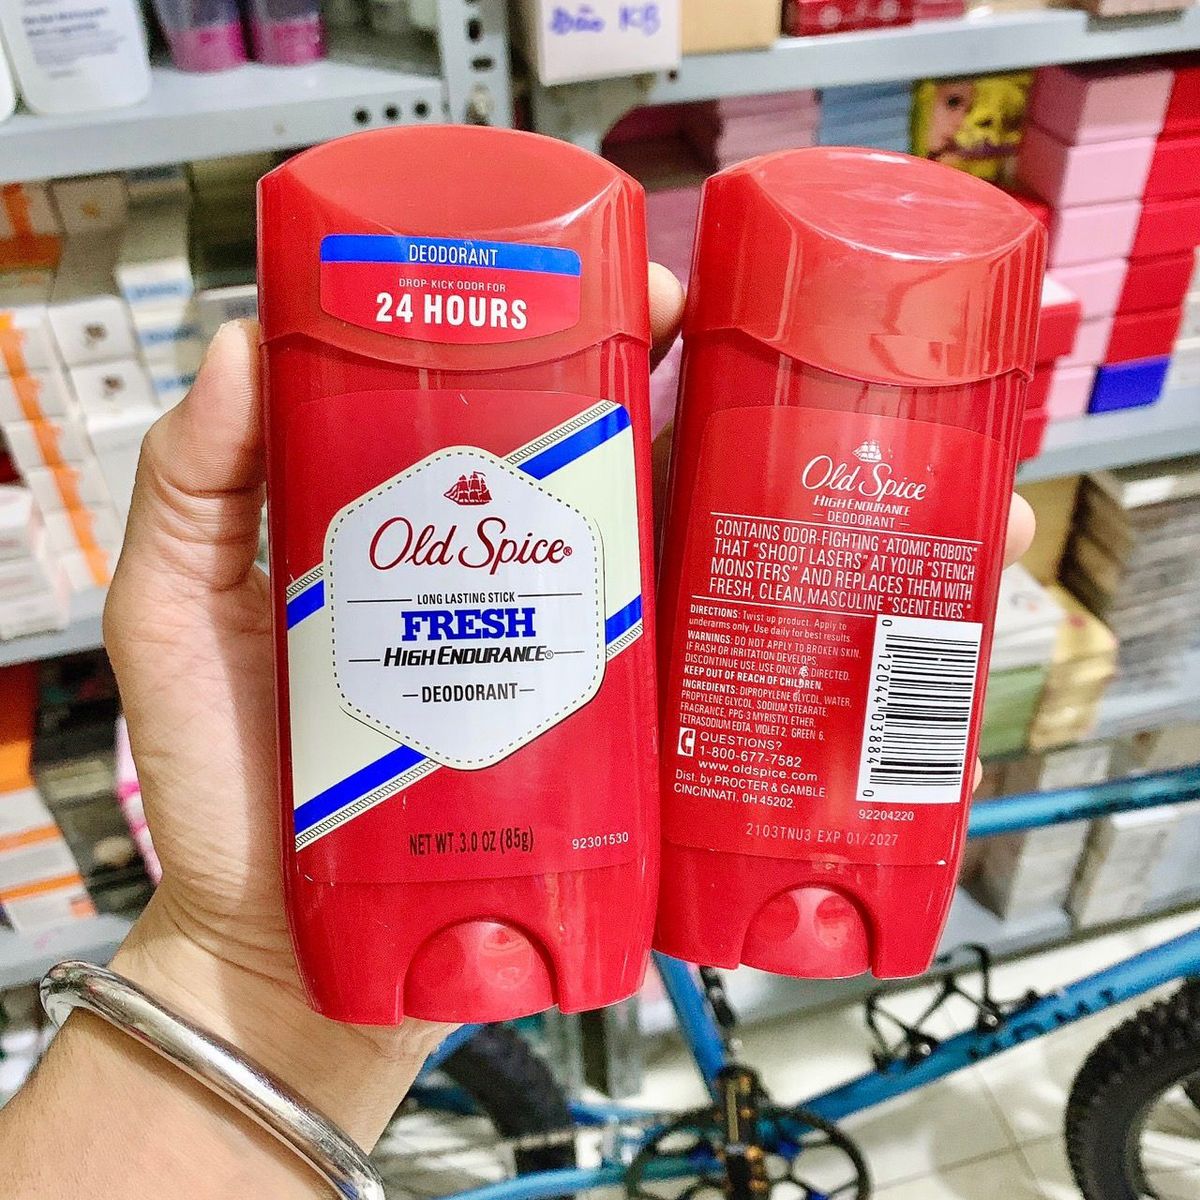 Đào KB
DEODORANT
DROP-KICK ODOR FOR
24 HOURS
Old Spice®
LONG LASTING STICK
FRESH
HIGH ENDURANCE®
DEODORANT
NET WT. 3.0 OZ (85g)
92301530
Old Spice
HIGH ENDURANCE
DEODORANT
CONTAINS ODOR-FIGHTING "ATOMIC ROBOTS"
THAT "SHOOT LASERS" AT YOUR "STENCH
MONSTERS" AND REPLACES THEM WITH
FRESH, CLEAN, MASCULINE "SCENT ELVES."
DIRECTIONS: Twist up product. Apply to
underarms only. Use daily for best results.
WARNINGS: DO NOT APPLY TO BROKEN SKIN.
IF RASH OR IRRITATION DEVELOPS,
DISCONTINUE USE. USE ONLY AS DIRECTED.
KEEP OUT OF REACH OF CHILDREN.
INGREDIENTS: DIPROPYLENE GLYCOL, WATER,
PROPYLENE GLYCOL, SODIUM STEARATE,
FRAGRANCE, PPG-3 MYRISTYL ETHER,
TETRASODIUM EDTA, VIOLET 2, GREEN 6.
QUESTIONS?
1-800-677-7582
www.oldspice.com
Dist. by PROCTER & GAMBLE,
CINCINNATI, OH 45202.
0 12044 03884 0
92204220
2103TNU3 EXP 01/2027